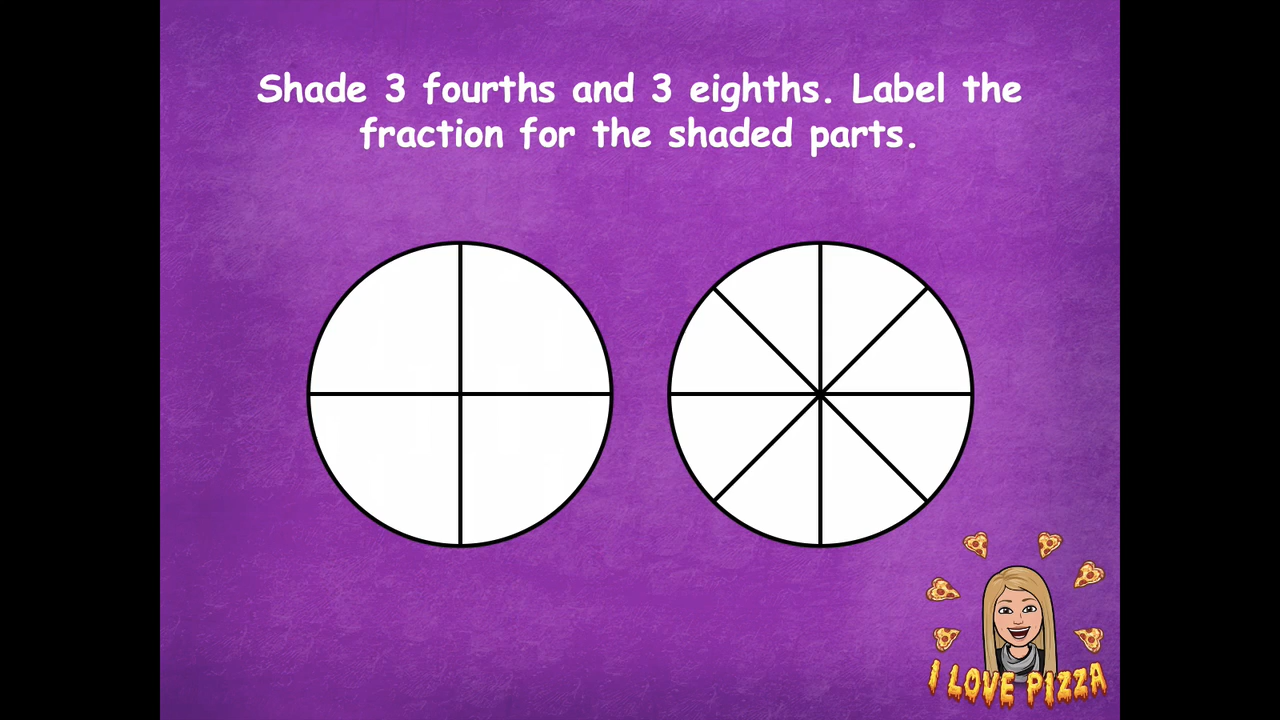 Shade 3 fourths and 3 eighths. Label the
fraction for the shaded parts.
I LOVE PIZZA